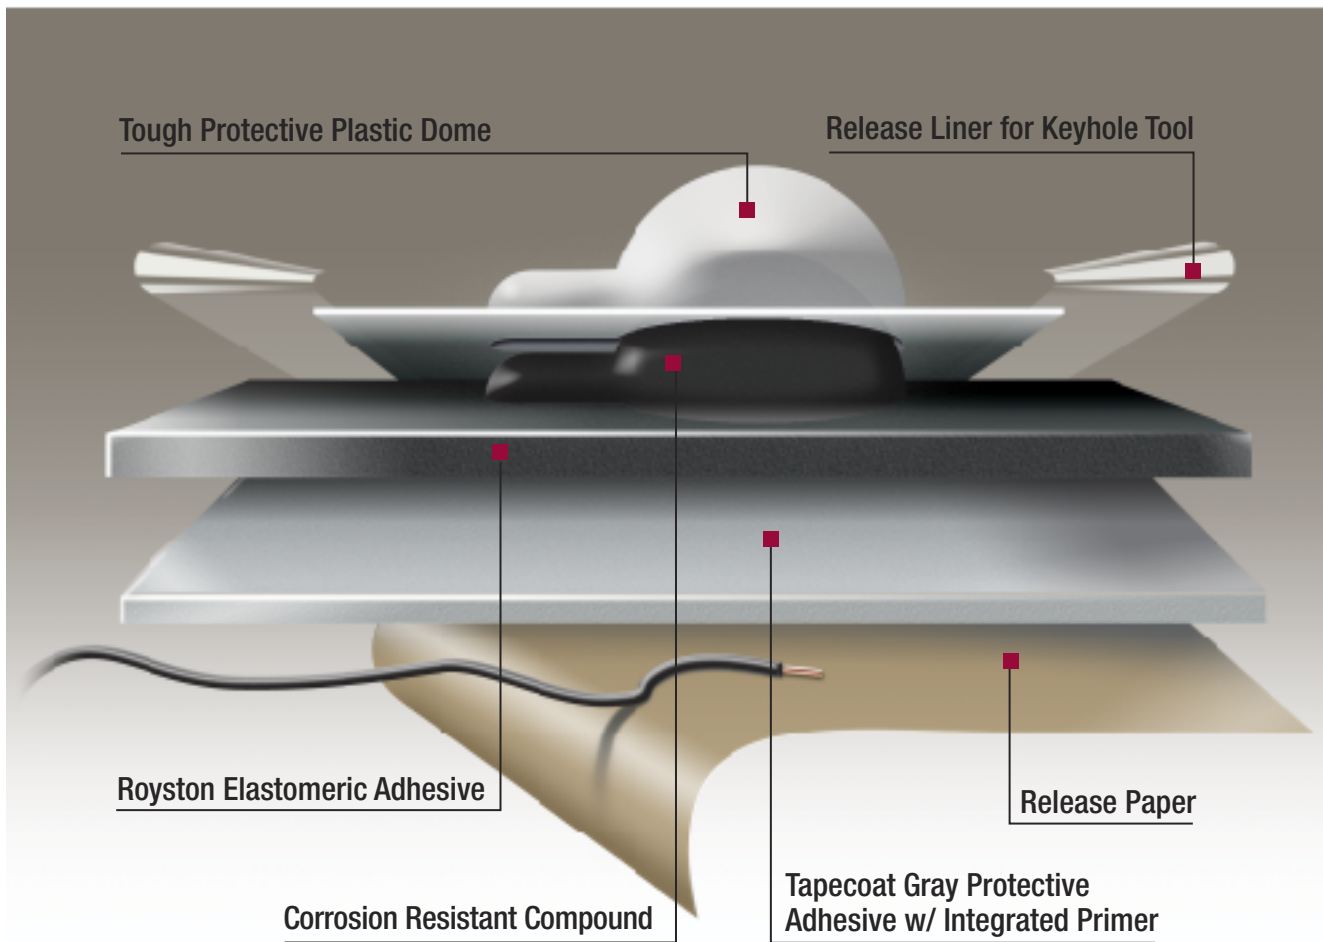 Tough Protective Plastic Dome
Release Liner for Keyhole Tool
Royston Elastomeric Adhesive
Release Paper
Corrosion Resistant Compound
Tapecoat Gray Protective
Adhesive w/ Integrated Primer